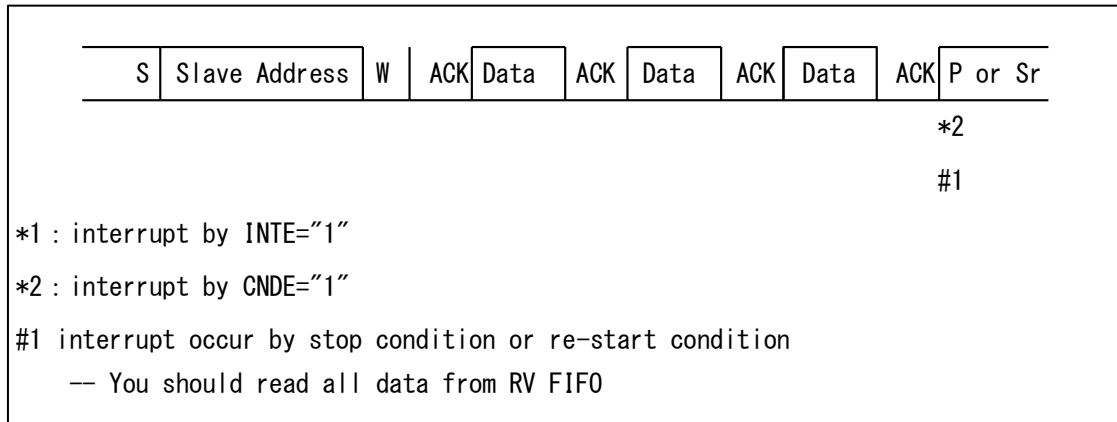 S Slave Address W ACK Data ACK Data ACK Data ACK P or Sr
*2
#1
*1 : interrupt by INTE="1"
*2 : interrupt by CNDE="1"
#1 interrupt occur by stop condition or re-start condition
-- You should read all data from RV FIFO